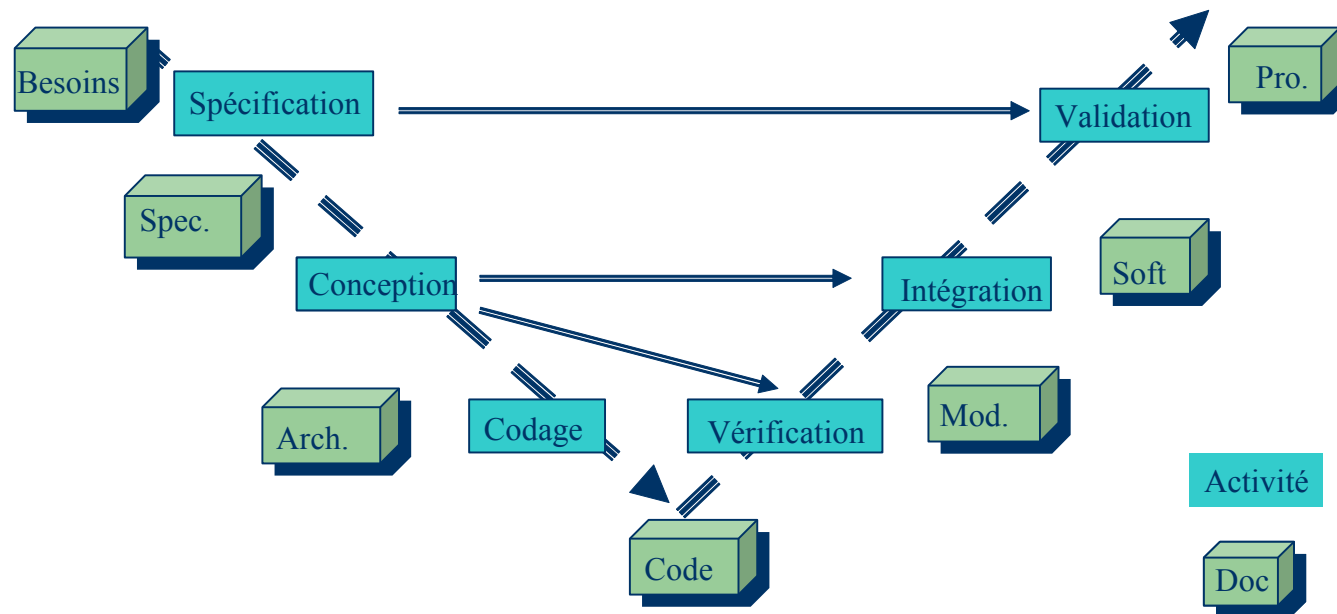 Besoins
Spécification
Validation
Pro.
Spec.
Conception
Intégration
Soft
Arch.
Codage
Vérification
Mod.
Activité
Code
Doc